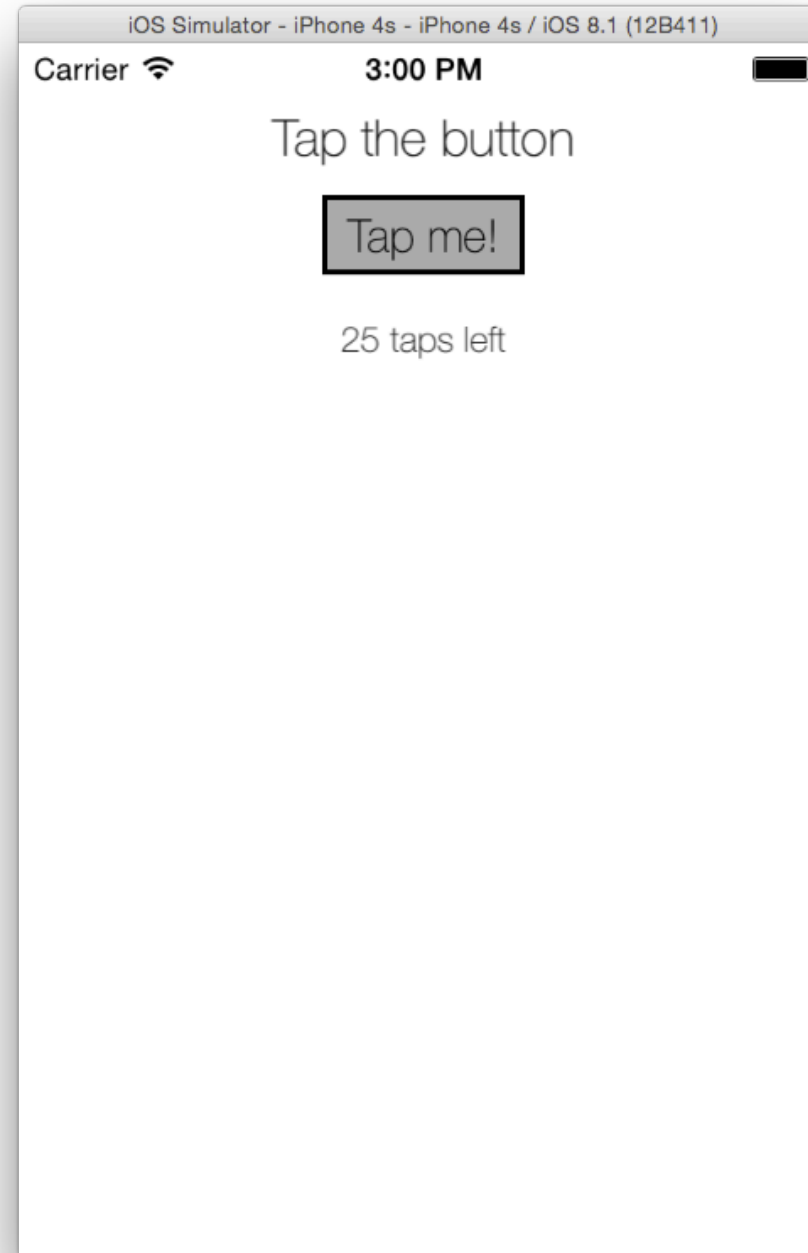 iOS Simulator - iPhone 4s - iPhone 4s / iOS 8.1 (12B411)
Carrier 3:00 PM
Tap the button
Tap me!
25 taps left